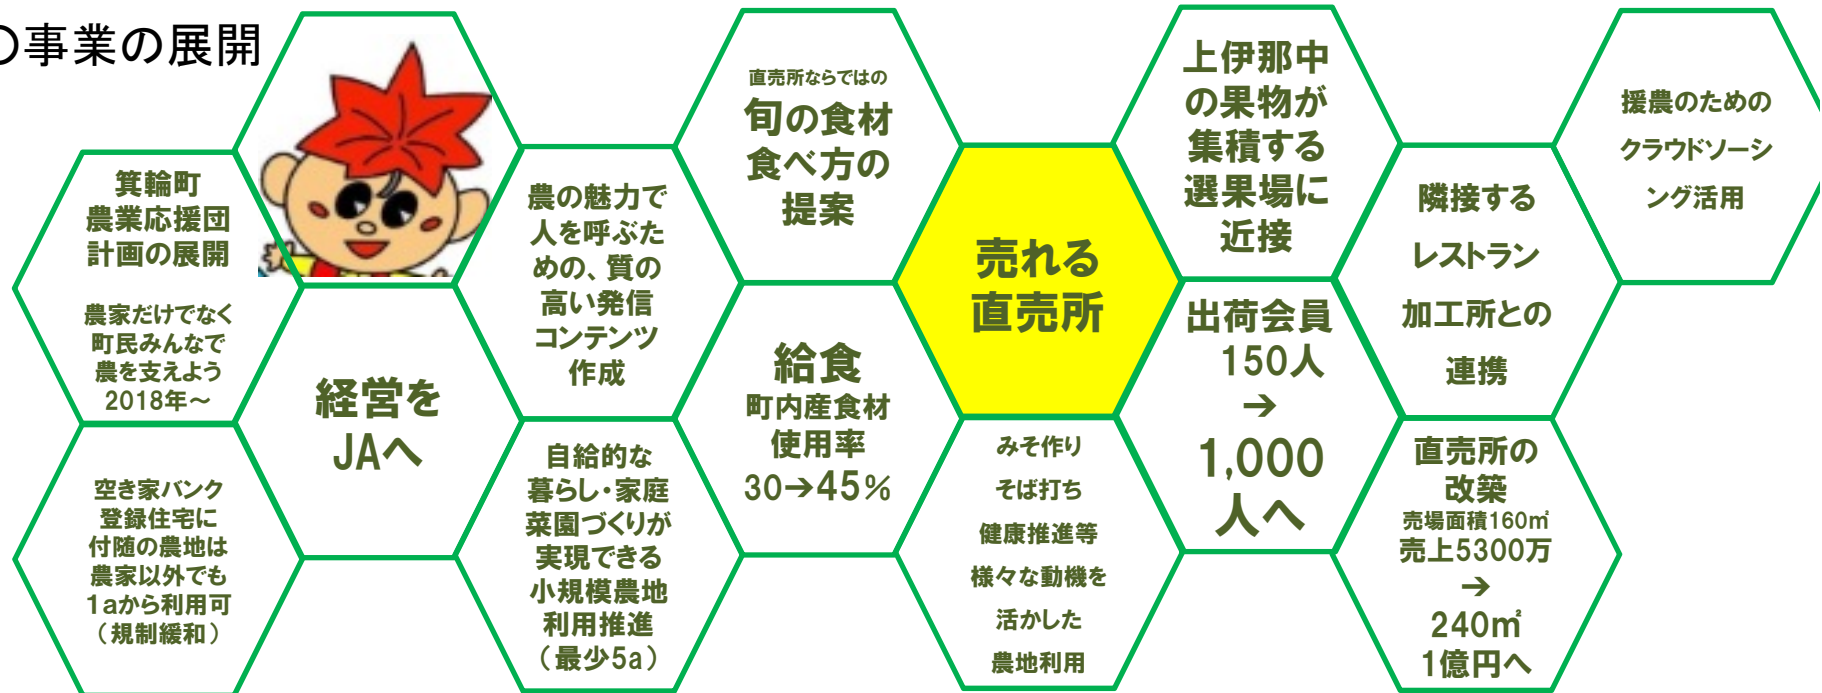 〇事業の展開
箕輪町
農業応援団
計画の展開
農家だけでなく
町民みんなで
農を支えよう
2018年～
空き家バンク
登録住宅に
付随の農地は
農家以外でも
1aから利用可
（規制緩和）
経営を
JAへ
農の魅力で
人を呼ぶた
めの、質の
高い発信
コンテンツ
作成
自給的な
暮らし・家庭
菜園づくりが
実現できる
小規模農地
利用推進
（最少5a）
直売所ならではの
旬の食材
食べ方の
提案
給食
町内産食材
使用率
30→45％
売れる
直売所
みそ作り
そば打ち
健康推進等
様々な動機を
活かした
農地利用
上伊那中
の果物が
集積する
選果場に
近接
出荷会員
150人
→
1,000
人へ
隣接する
レストラン
加工所との
連携
直売所の
改築
売場面積160㎡
売上5300万
→
240㎡
1億円へ
援農のための
クラウドソーシ
ング活用